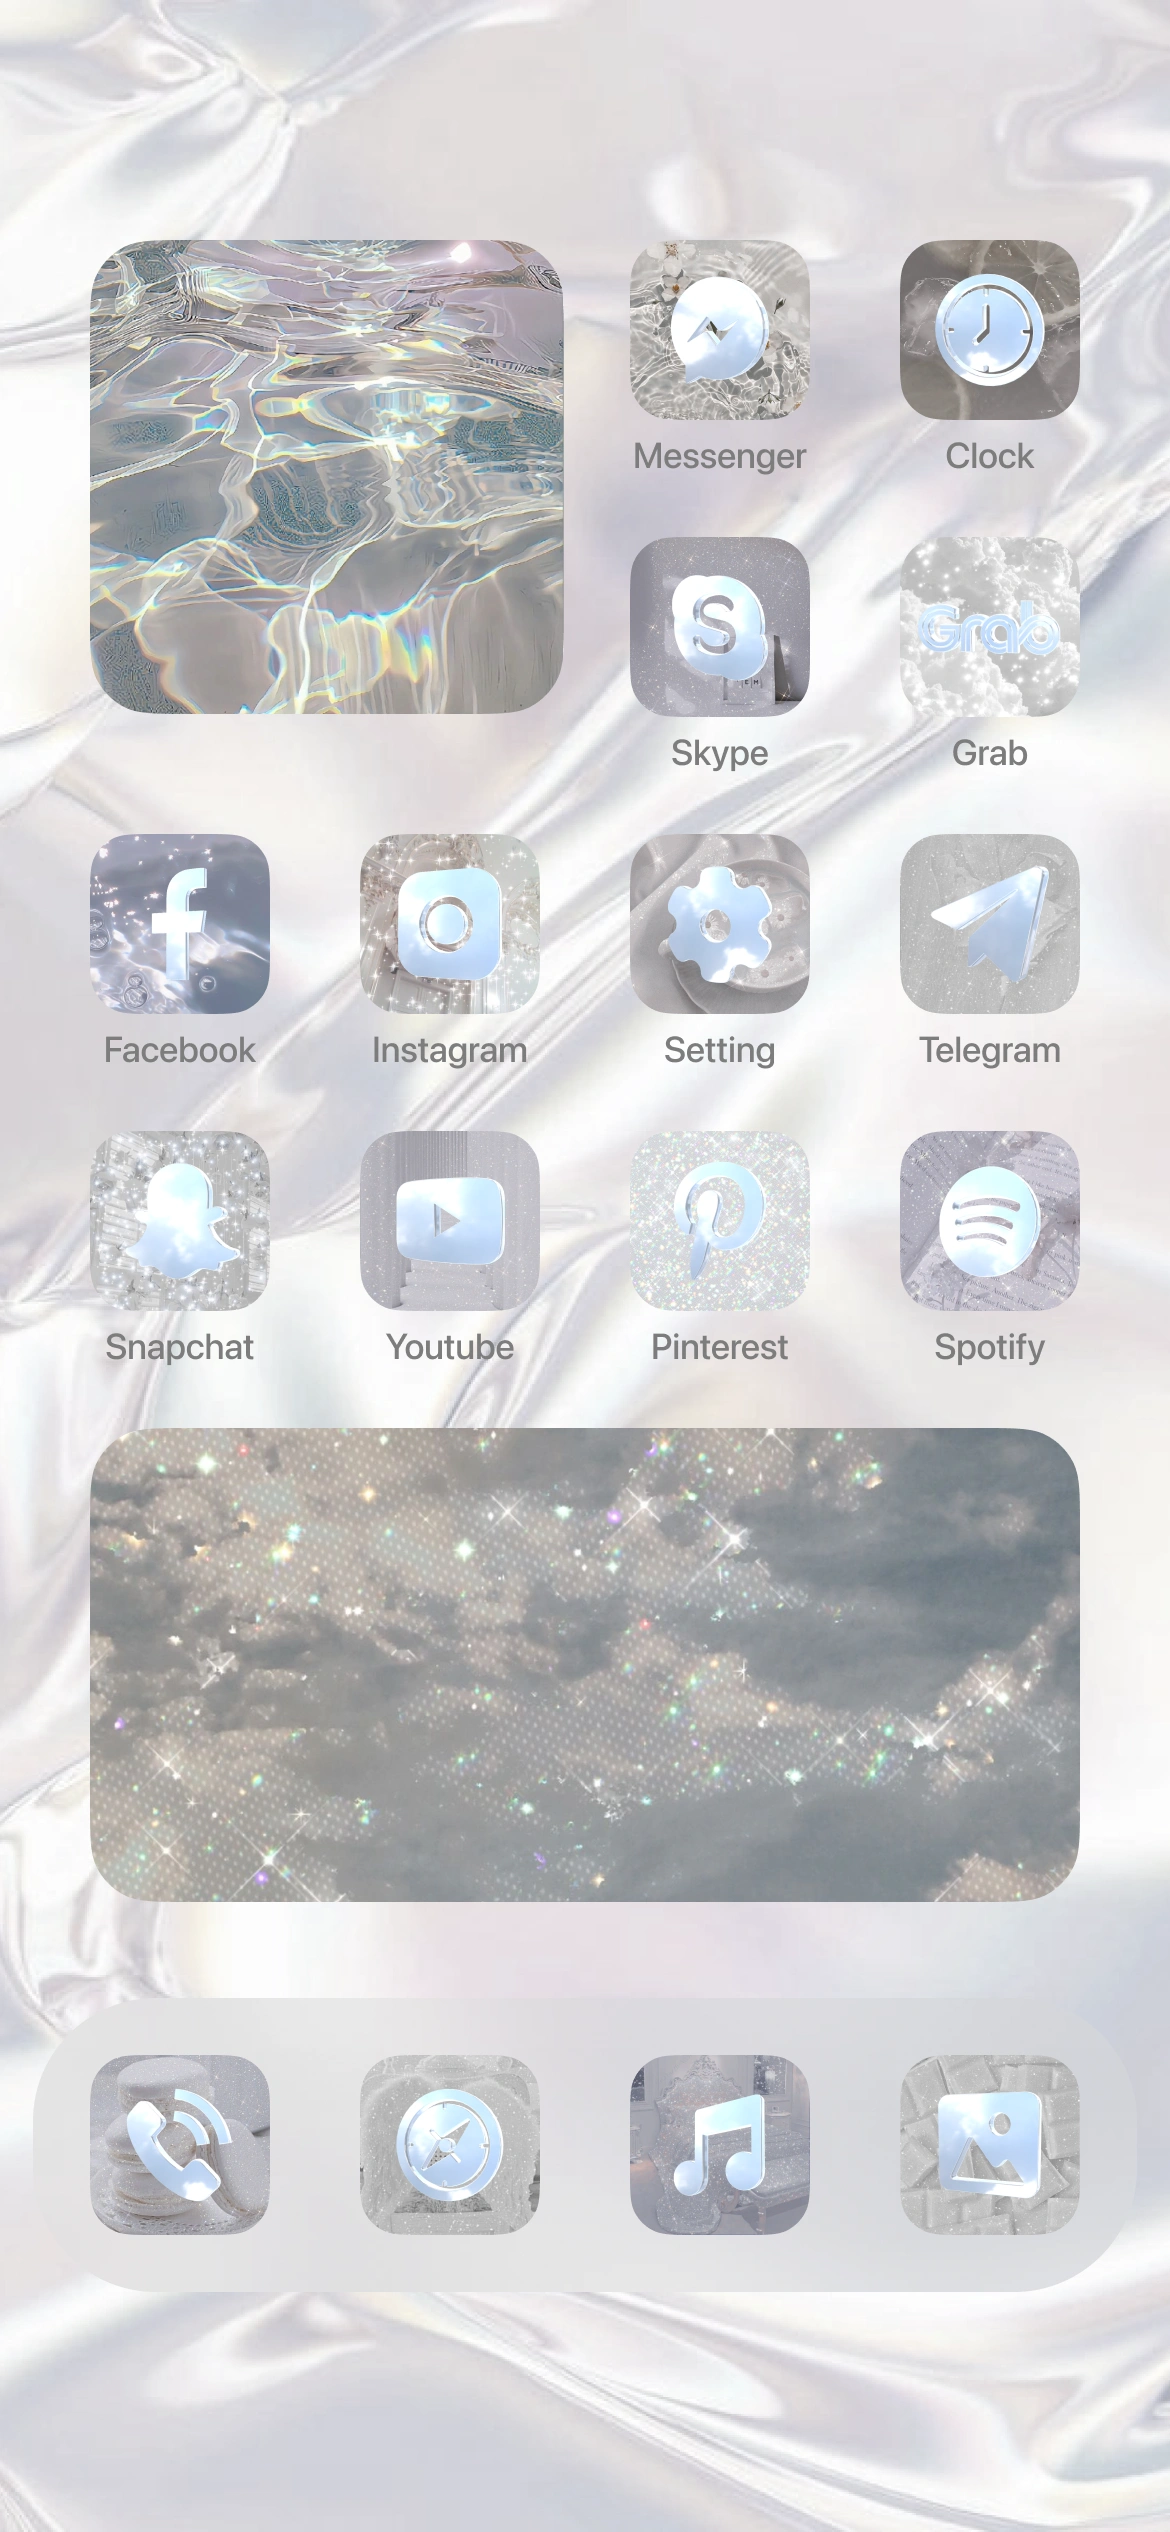 Messenger
Clock
S
Grab
Skype
Grab
f
Facebook
Instagram
Setting
Telegram
Snapchat
Youtube
Pinterest
Spotify